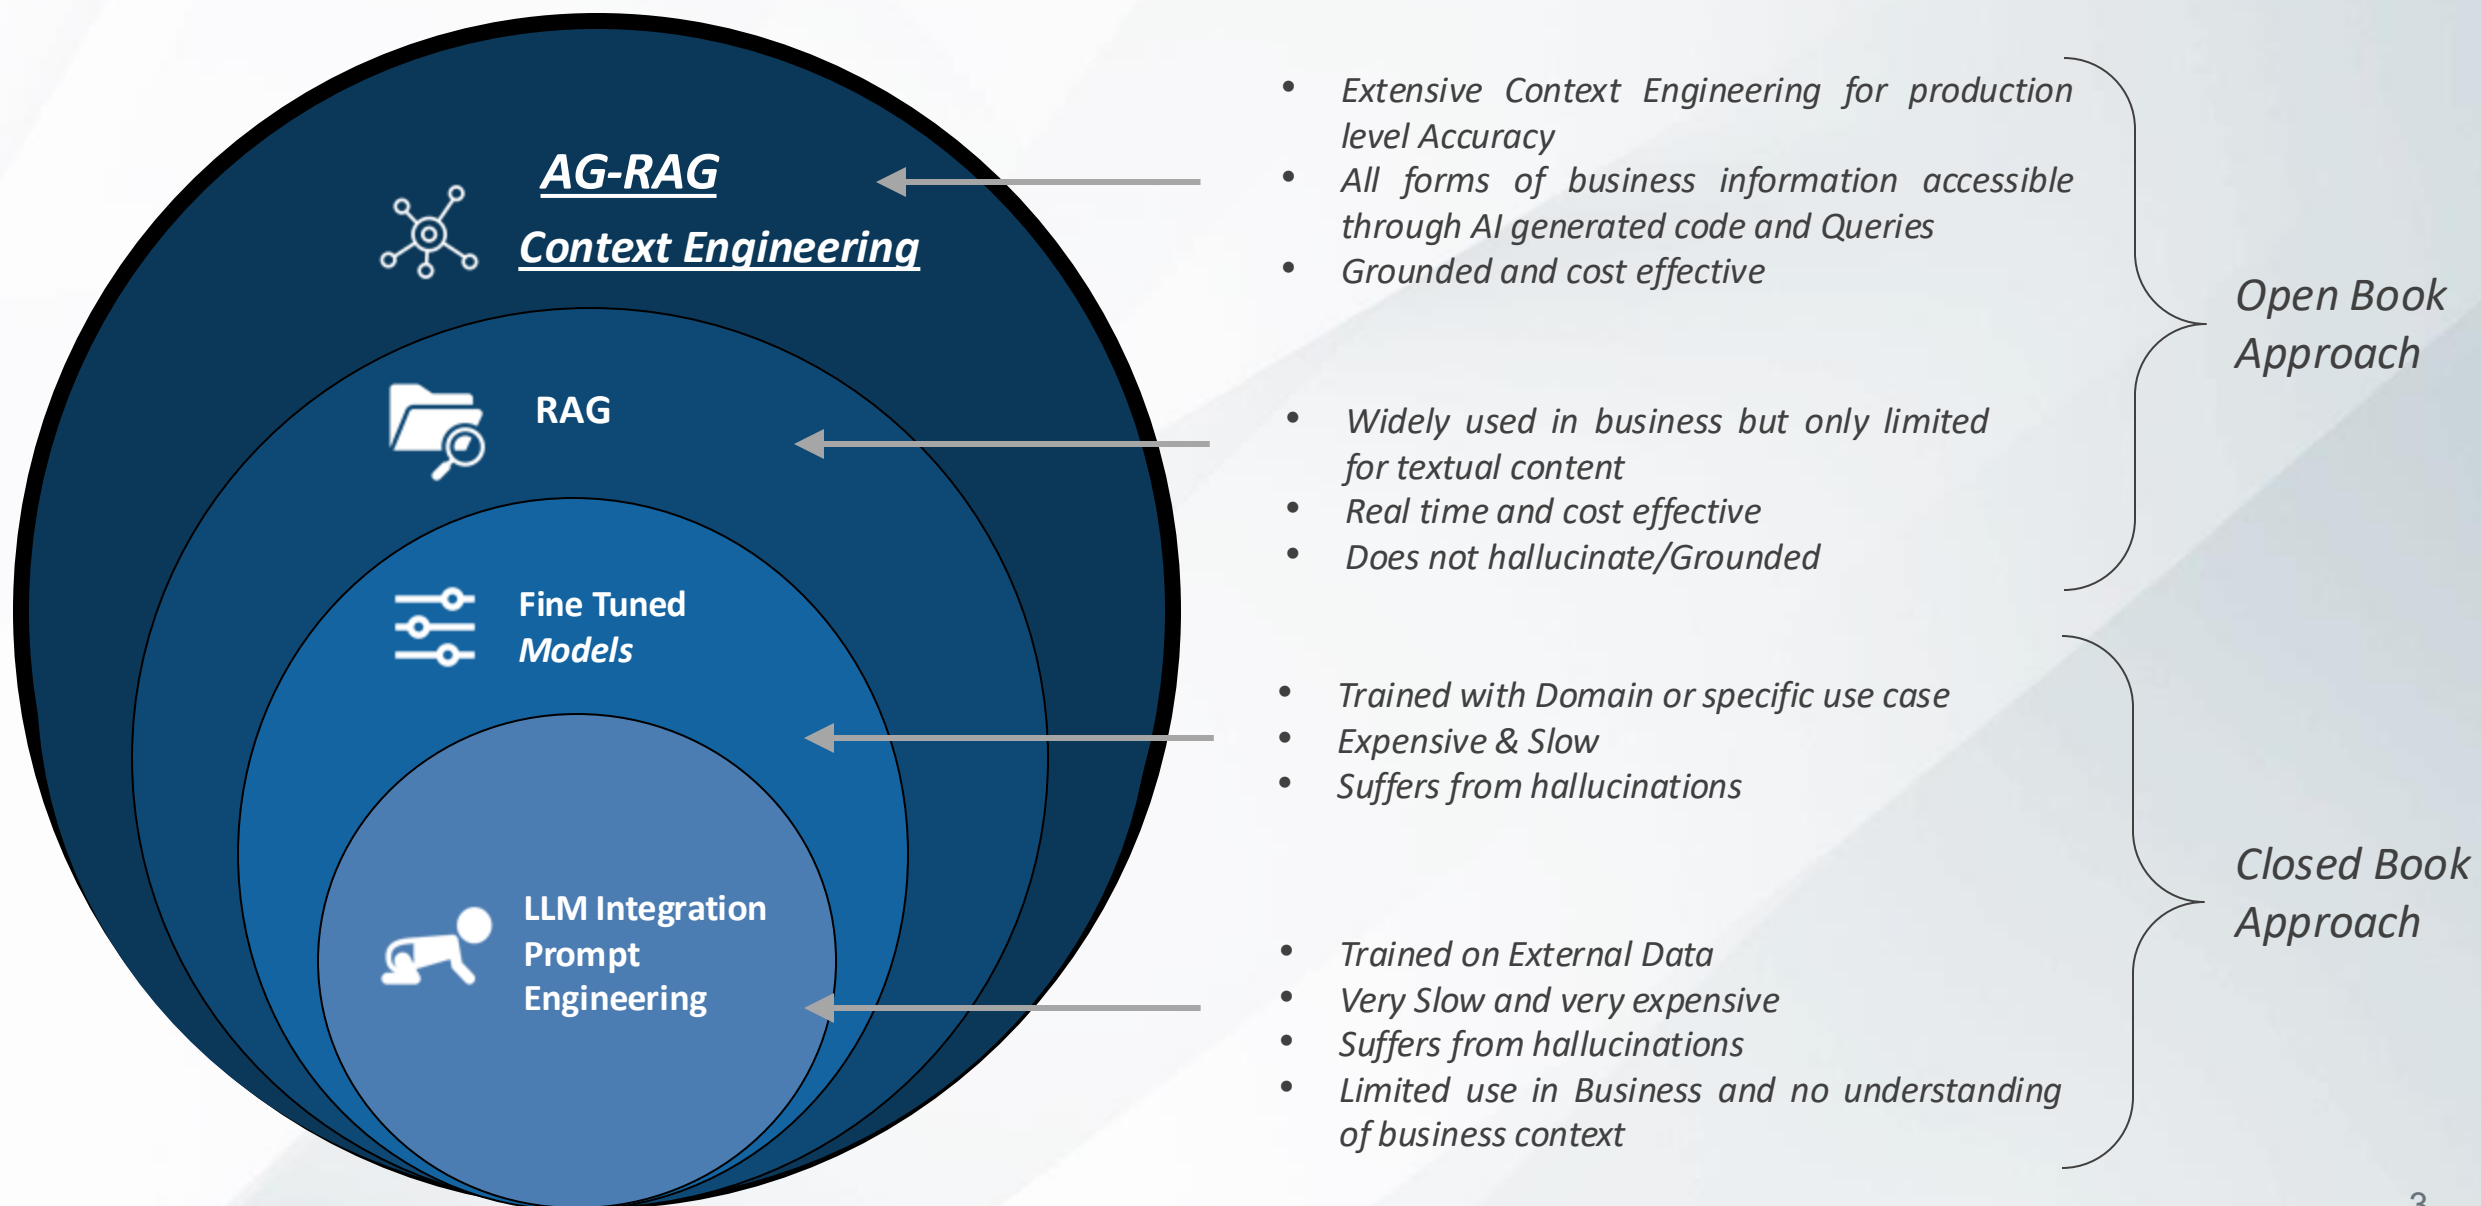 AG-RAG
Context Engineering
RAG
Fine Tuned
Models
LLM Integration
Prompt
Engineering
• Extensive Context Engineering for production
level Accuracy
• All forms of business information accessible
through AI generated code and Queries
• Grounded and cost effective
• Widely used in business but only limited
for textual content
• Real time and cost effective
• Does not hallucinate/Grounded
Open Book
Approach
• Trained with Domain or specific use case
• Expensive & Slow
• Suffers from hallucinations
• Trained on External Data
• Very Slow and very expensive
• Suffers from hallucinations
• Limited use in Business and no understanding
of business context
Closed Book
Approach
3